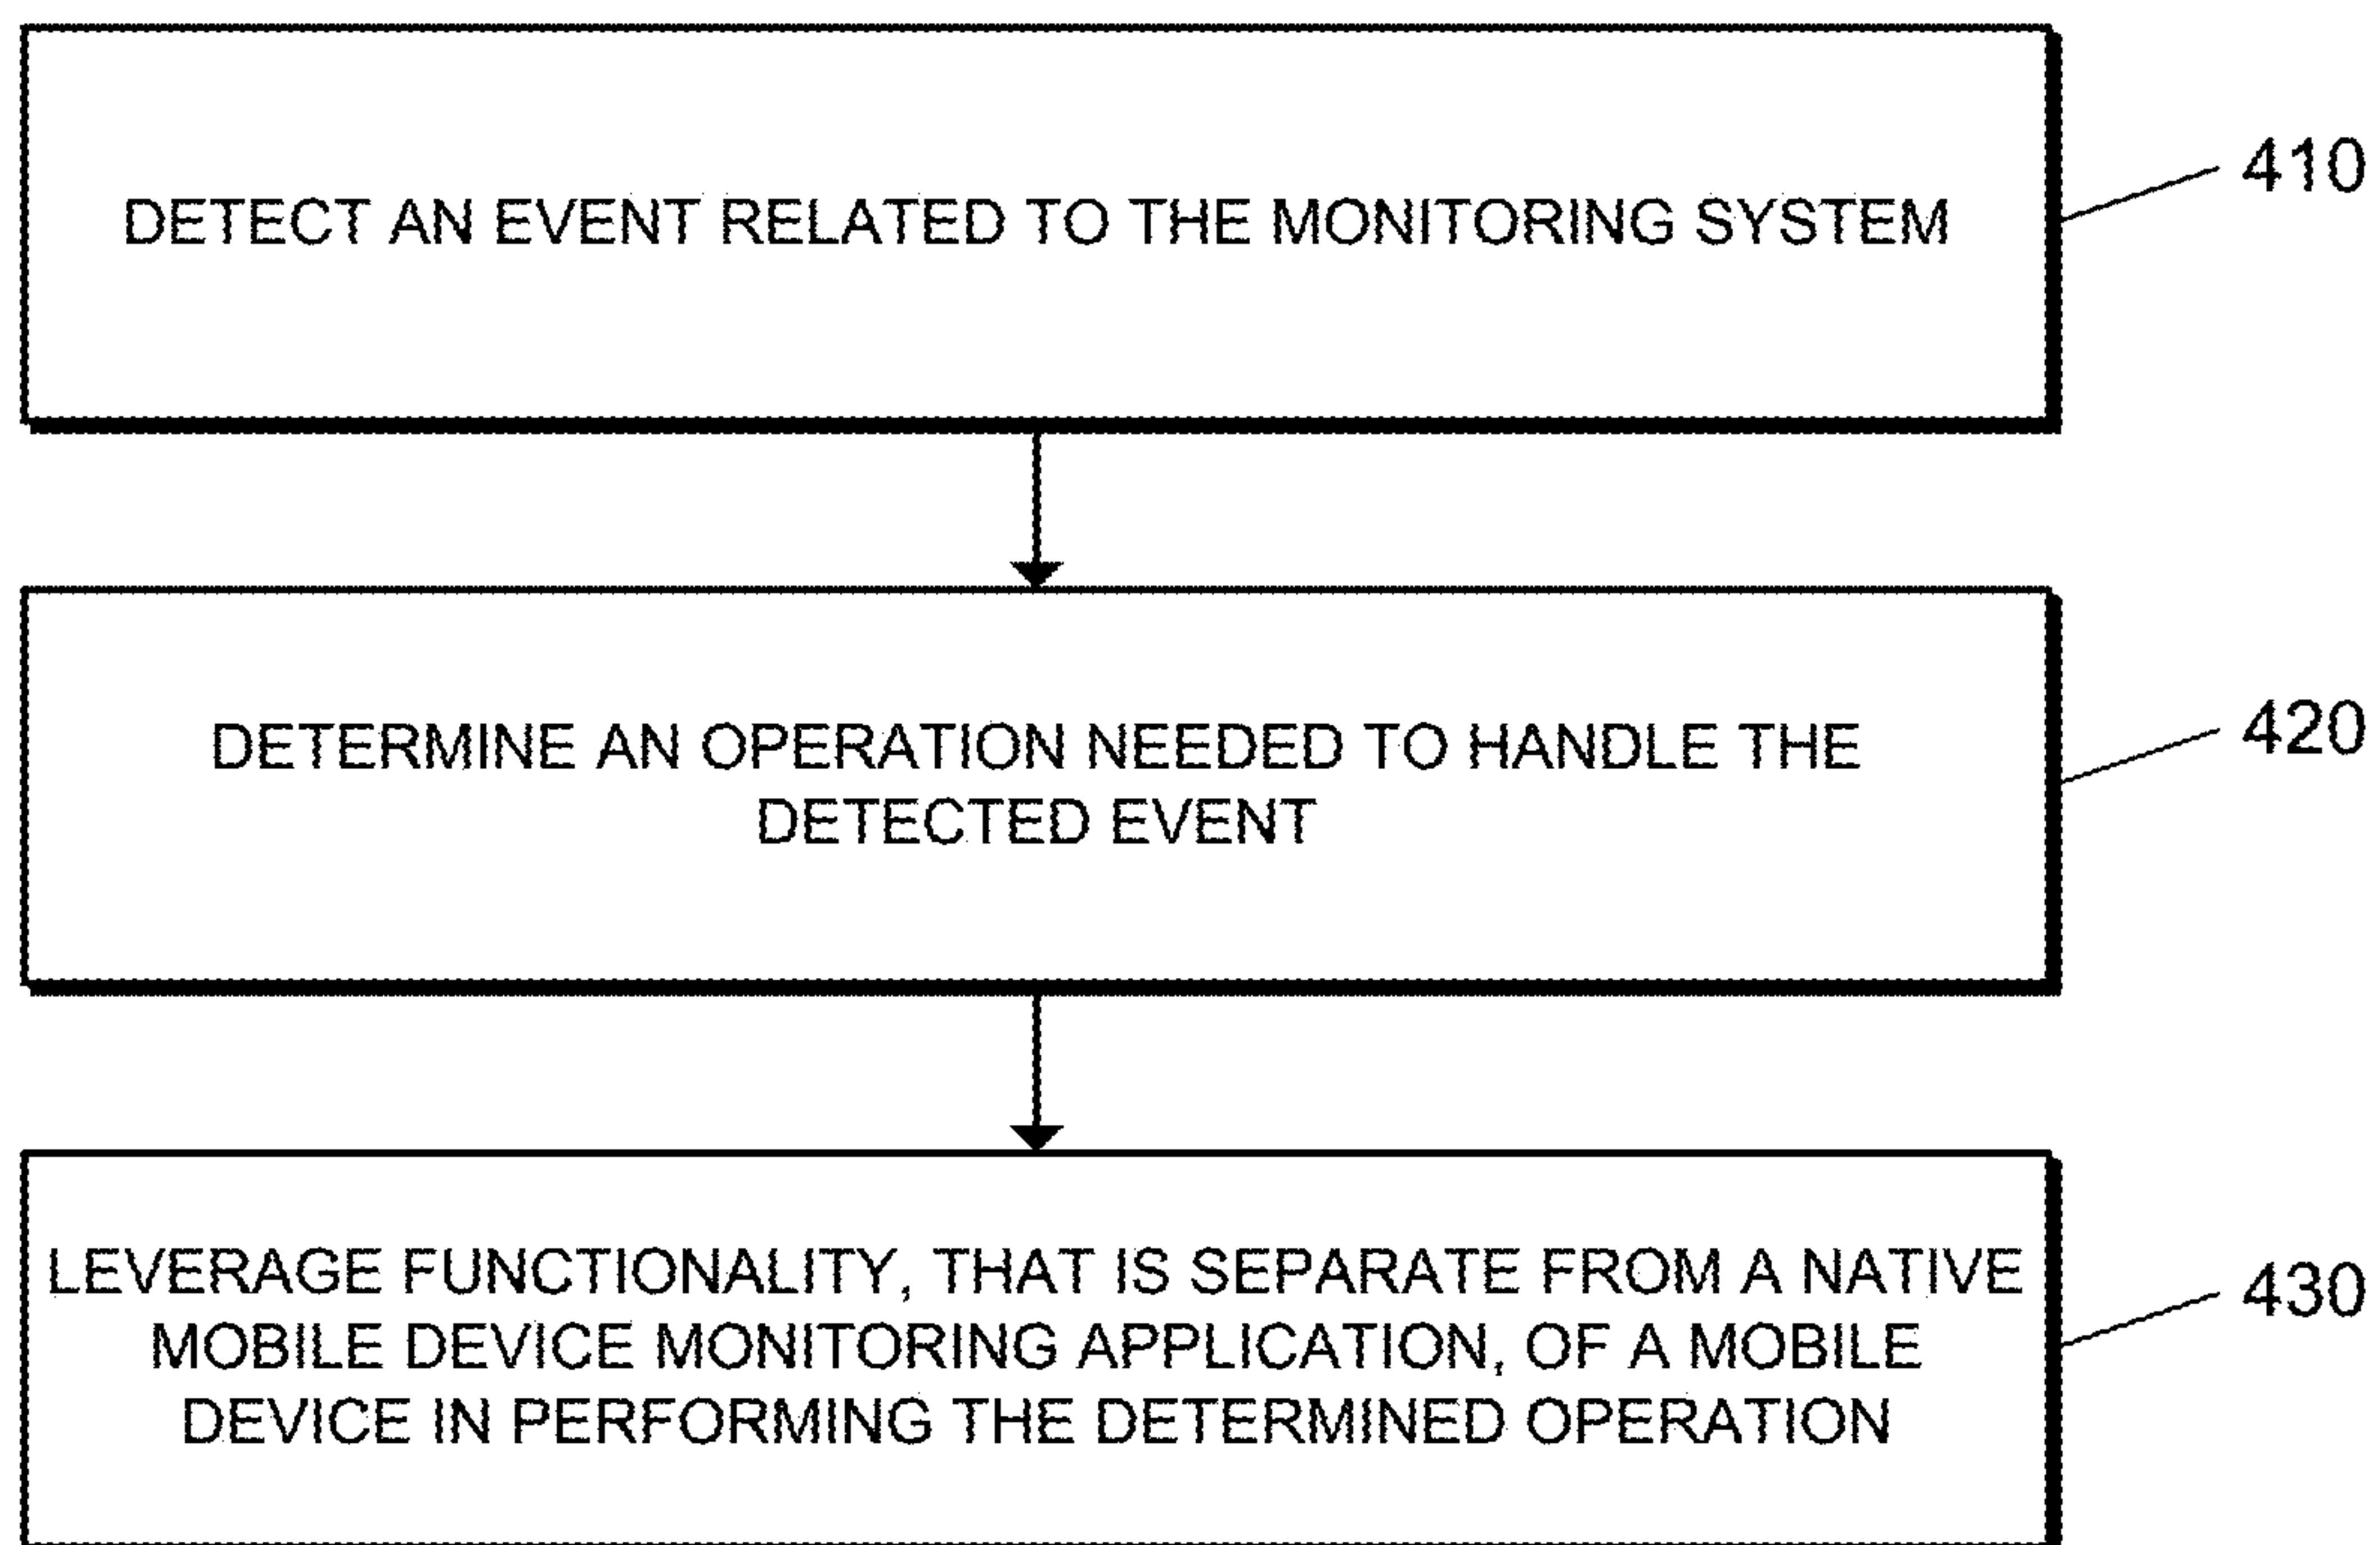 DETECT AN EVENT RELATED TO THE MONITORING SYSTEM
410
DETERMINE AN OPERATION NEEDED TO HANDLE THE
DETECTED EVENT
420
LEVERAGE FUNCTIONALITY, THAT IS SEPARATE FROM A NATIVE
MOBILE DEVICE MONITORING APPLICATION, OF A MOBILE
DEVICE IN PERFORMING THE DETERMINED OPERATION
430